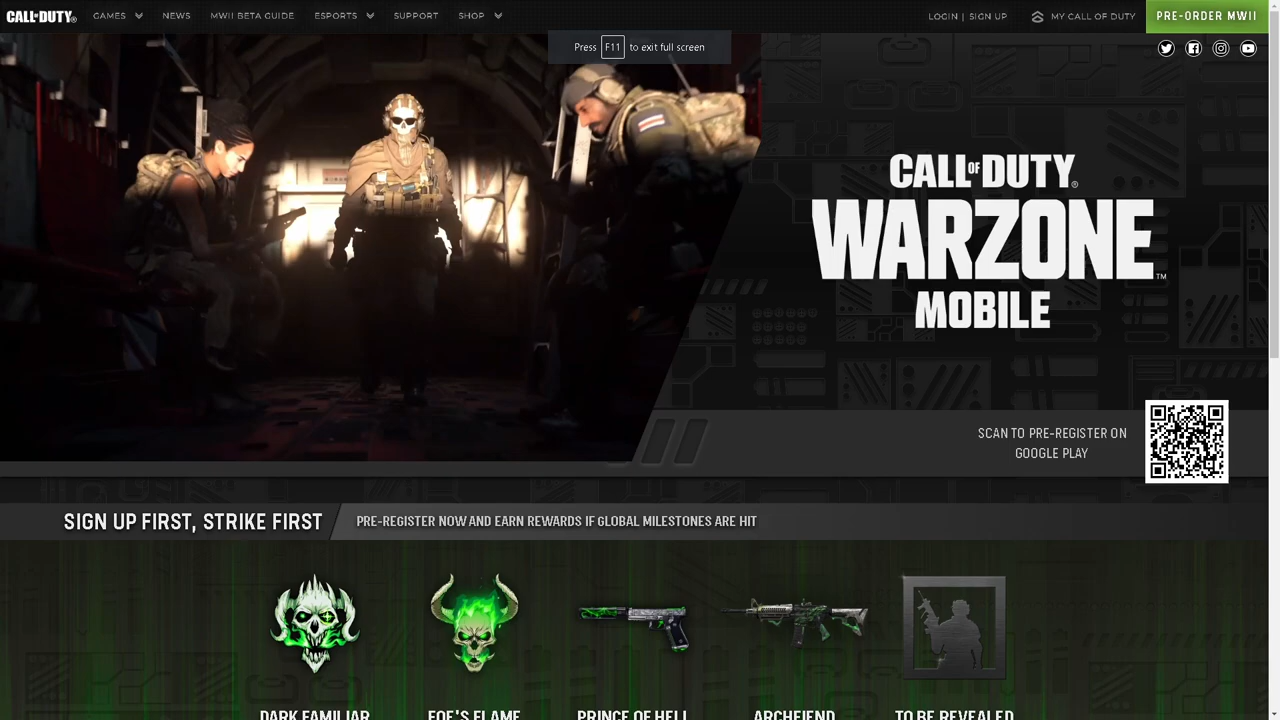 CALL OF DUTY®
GAMES
NEWS
MWII BETA GUIDE
ESPORTS
SUPPORT
SHOP
LOGIN | SIGN UP
MY CALL OF DUTY
PRE-ORDER MWII
Press F11 to exit full screen
CALL OF DUTY®
WARZONE™
MOBILE
SCAN TO PRE-REGISTER ON
GOOGLE PLAY
SIGN UP FIRST, STRIKE FIRST
PRE-REGISTER NOW AND EARN REWARDS IF GLOBAL MILESTONES ARE HIT
DARK FAMILIAR
FOE'S FLAME
PRINCE OF HELL
ARCHFIEND
TO BE REVEALED